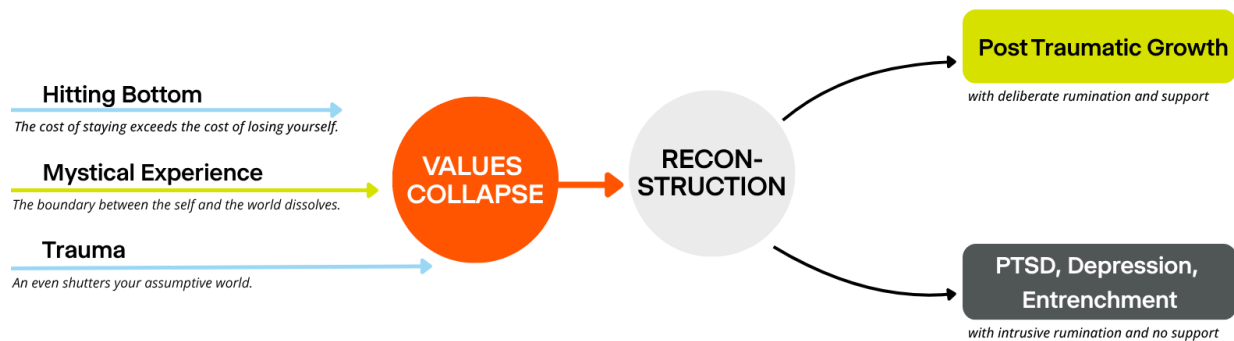 Hitting Bottom
The cost of staying exceeds the cost of losing yourself.
Mystical Experience
The boundary between the self and the world dissolves.
Trauma
An even shutters your assumptive world.
VALUES
COLLAPSE
RECON-
STRUCTION
Post Traumatic Growth
with deliberate rumination and support
PTSD, Depression,
Entrenchment
with intrusive rumination and no support